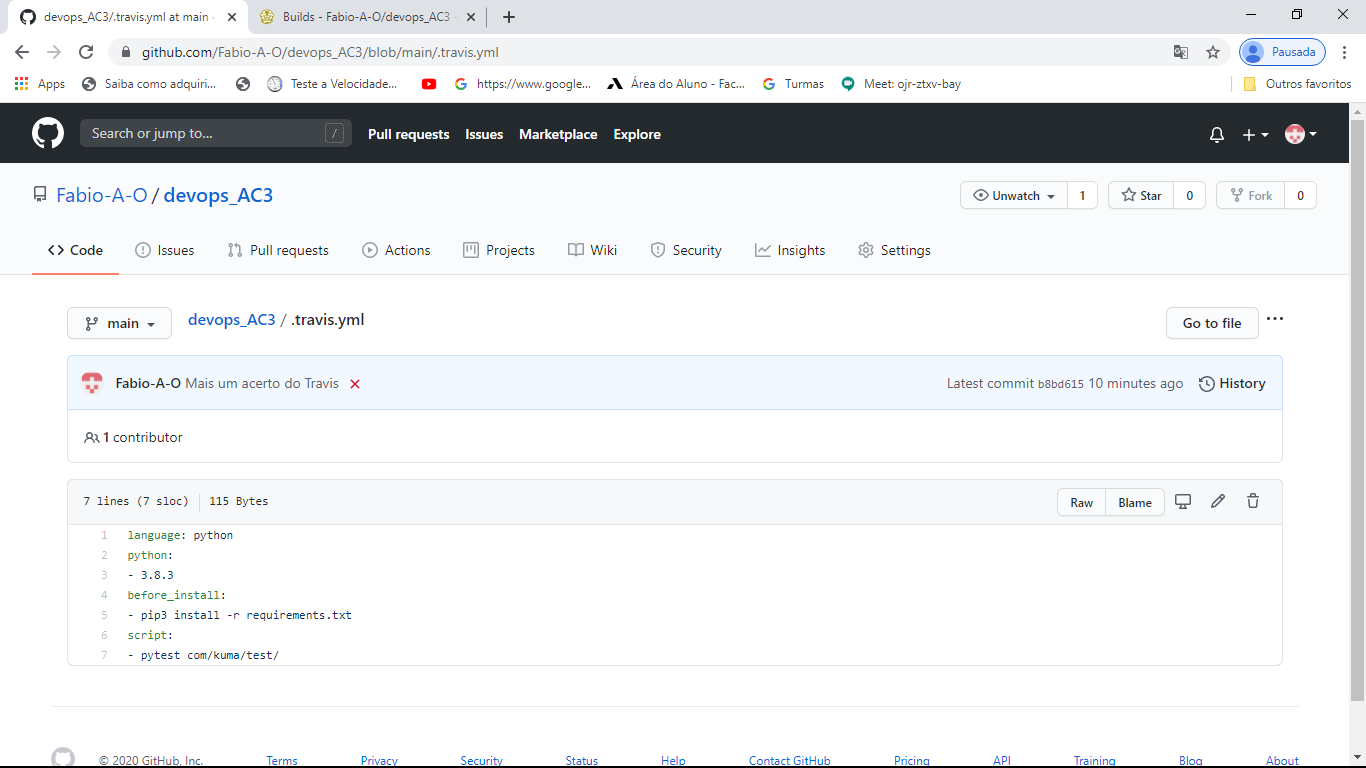 devops_AC3/.travis.yml at main
Builds - Fabio-A-O/devops_AC3
github.com/Fabio-A-O/devops_AC3/blob/main/.travis.yml
Pausada
Apps
Saiba como adquiri...
Teste a Velocidade...
https://www.google...
Área do Aluno - Fac...
Turmas
Meet: ojr-ztxv-bay
Outros favoritos
Search or jump to...
/
Pull requests
Issues
Marketplace
Explore
Fabio-A-O / devops_AC3
Unwatch
1
Star
0
Fork
0
Code
Issues
Pull requests
Actions
Projects
Wiki
Security
Insights
Settings
main
devops_AC3 / .travis.yml
Go to file
Fabio-A-O Mais um acerto do Travis
Latest commit b8bd615 10 minutes ago
History
1 contributor
7 lines (7 sloc)
115 Bytes
Raw
Blame
1 language: python
2 python:
3 - 3.8.3
4 before_install:
5 - pip3 install -r requirements.txt
6 script:
7 - pytest com/kuma/test/
© 2020 GitHub, Inc.
Terms
Privacy
Security
Status
Help
Contact GitHub
Pricing
API
Training
Blog
About